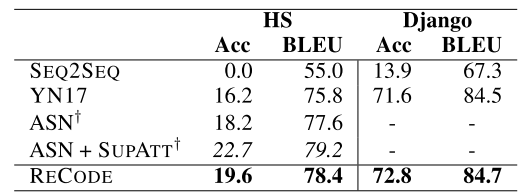 HS Django
Acc BLEU Acc BLEU
SEQ2SEQ 0.0 55.0 13.9 67.3
YN17 16.2 75.8 71.6 84.5
ASN† 18.2 77.6 - -
ASN + SUPATT† 22.7 79.2 - -
RECODE 19.6 78.4 72.8 84.7